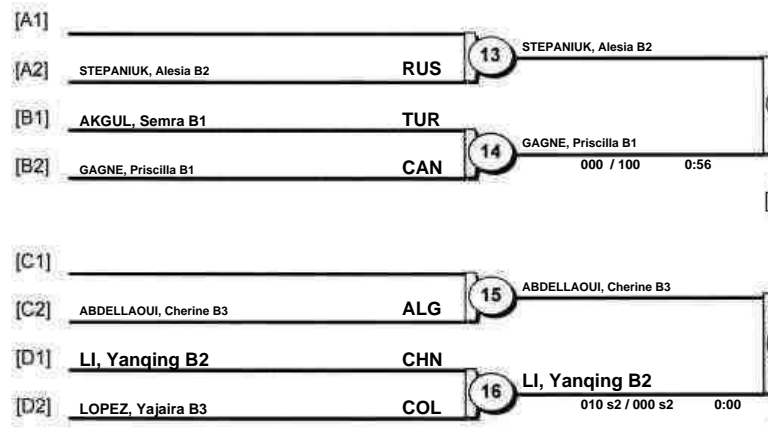 [A1]
13 STEPANIUK, Alesia B2
[A2] STEPANIUK, Alesia B2 RUS
[B1] AKGUL, Semra B1 TUR
14 GAGNE, Priscilla B1
[B2] GAGNE, Priscilla B1 CAN
000 / 100 0:56
[C1]
15 ABDELLAOUI, Cherine B3
[C2] ABDELLAOUI, Cherine B3 ALG
[D1] LI, Yanqing B2 CHN
16 LI, Yanqing B2
[D2] LOPEZ, Yajaira B3 COL
010 s2 / 000 s2 0:00